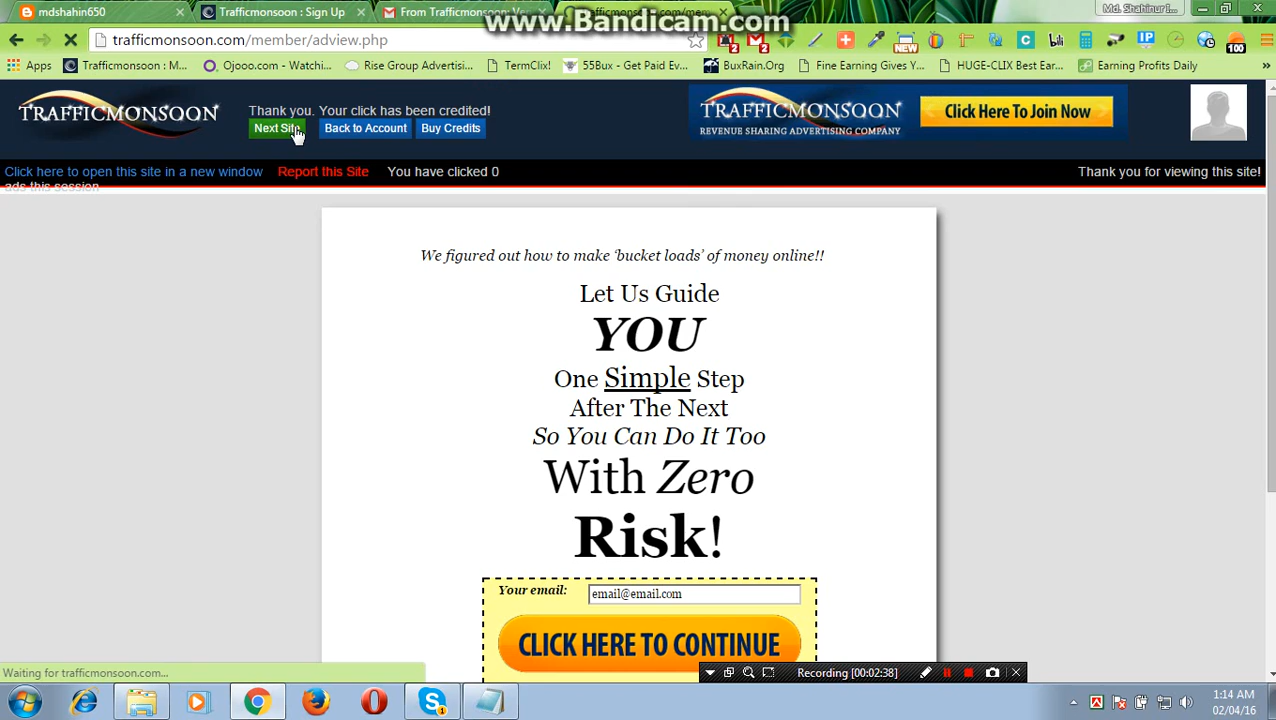 mdshahin650
Trafficmonsoon : Sign Up
From Trafficmonsoon
www.Bandicam.com
trafficmonsoon.com/member/adview.php
Apps
Trafficmonsoon : M...
Ojooo.com - Watchi...
Rise Group Advertisi...
TermClix!
55Bux - Get Paid Ev...
BuxRain.Org
Fine Earning Gives Y...
HUGE-CLIX Best Ear...
Earning Profits Daily
2
2
NEW
IP
100
TRAFFICMONSOON
Thank you. Your click has been credited!
Next Site
Back to Account
Buy Credits
TRAFFICMONSOON
REVENUE SHARING ADVERTISING COMPANY
Click Here To Join Now
Click here to open this site in a new window
Report this Site
You have clicked 0
ads this session
Thank you for viewing this site!
We figured out how to make 'bucket loads' of money online!!
Let Us Guide
YOU
One Simple Step
After The Next
So You Can Do It Too
With Zero
Risk!
Your email:
email@email.com
CLICK HERE TO CONTINUE
Waiting for trafficmonsoon.com...
Recording [00:02:38]
1:14 AM
02/04/16